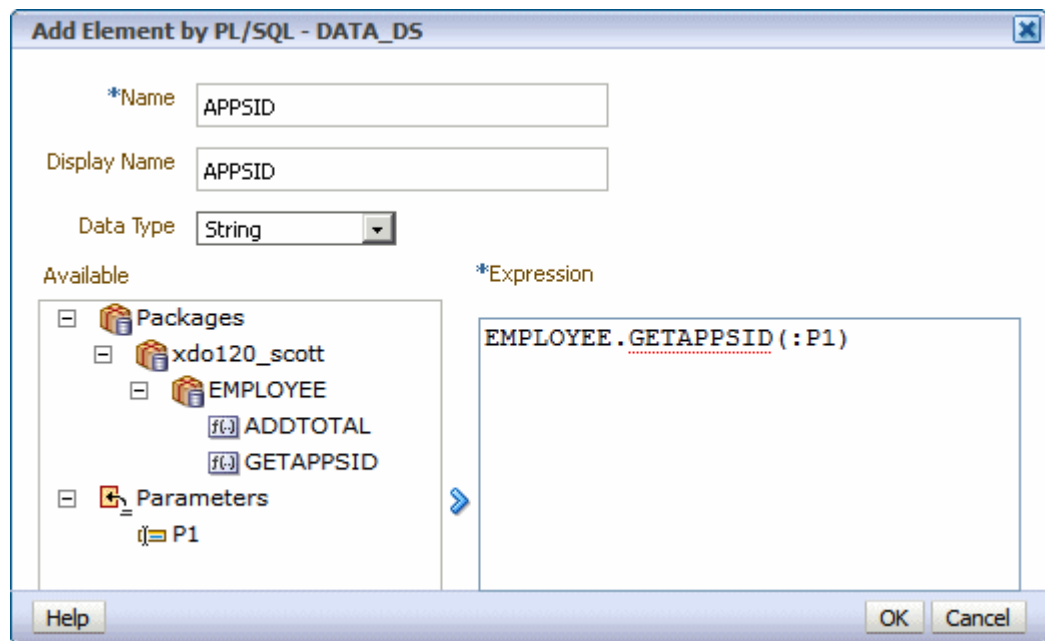 Add Element by PL/SQL - DATA_DS
*Name
APPSID
Display Name
APPSID
Data Type
String
Available
Packages
xdo120_scott
EMPLOYEE
f(.) ADDTOTAL
f(.) GETAPPSID
Parameters
P1
*Expression
EMPLOYEE.GETAPPSID(:P1)
Help
OK
Cancel